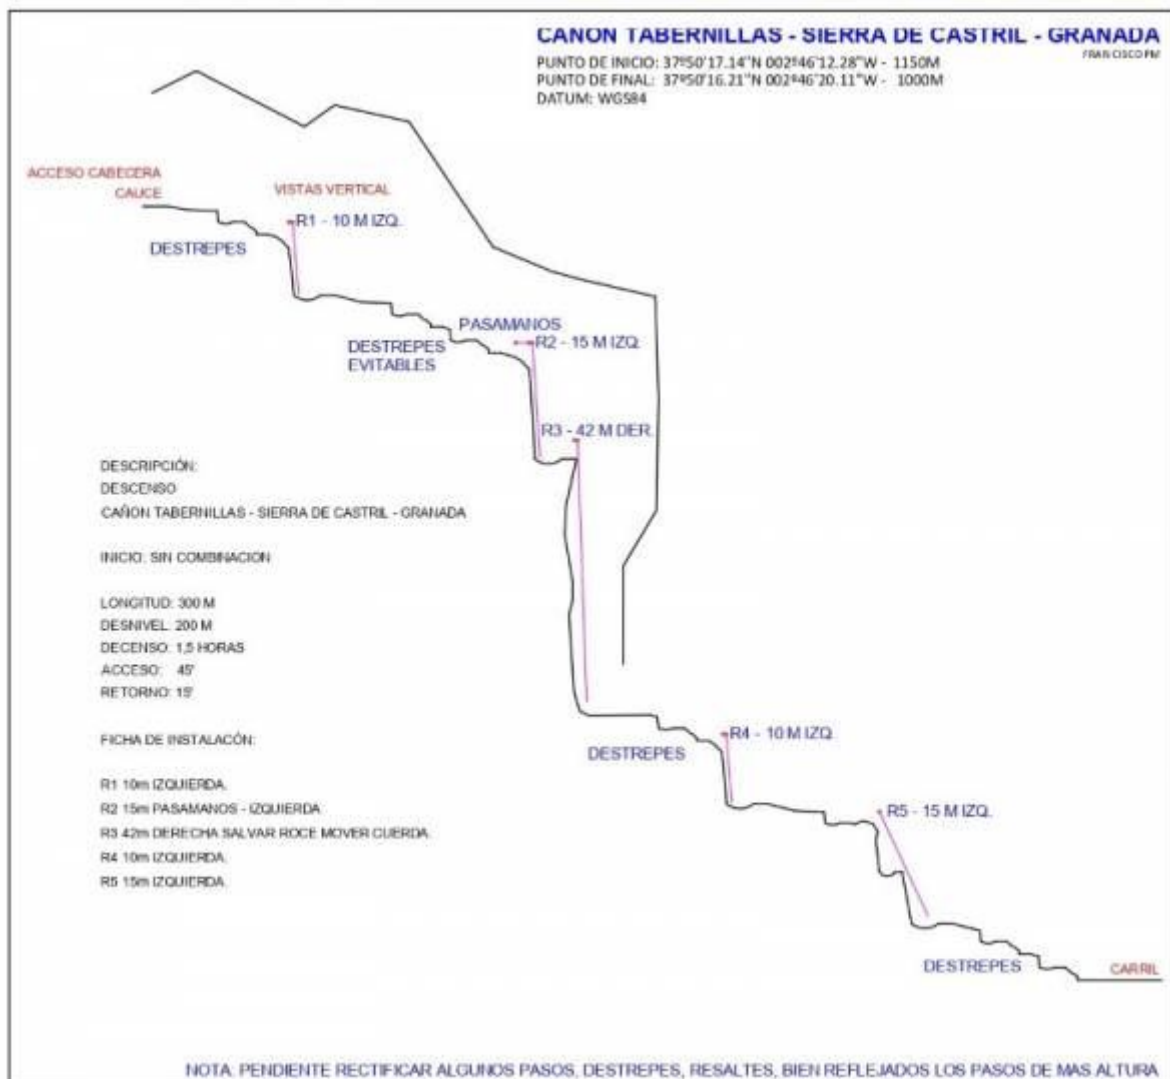 CAÑON TABERNILLAS - SIERRA DE CASTRIL - GRANADA
FRANCISCO PM
PUNTO DE INICIO: 37º50'17.14"N 002º46'12.28"W - 1150M
PUNTO DE FINAL: 37º50'16.21"N 002º46'20.11"W - 1000M
DATUM: WGS84
ACCESO CABECERA
CAUCE
VISTAS VERTICAL
R1 - 10 M IZQ.
DESTREPES
PASAMANOS
R2 - 15 M IZQ.
DESTREPES
EVITABLES
R3 - 42 M DER.
DESCRIPCIÓN:
DESCENSO
CAÑON TABERNILLAS - SIERRA DE CASTRIL - GRANADA
INICIO: SIN COMBINACION
LONGITUD: 300 M
DESNIVEL: 200 M
DECENSO: 1,5 HORAS
ACCESO: 45'
RETORNO: 15'
FICHA DE INSTALACÓN:
R1 10m IZQUIERDA.
R2 15m PASAMANOS - IZQUIERDA.
R3 42m DERECHA SALVAR ROCE MOVER CUERDA.
R4 10m IZQUIERDA.
R5 15m IZQUIERDA.
DESTREPES
R4 - 10 M IZQ.
R5 - 15 M IZQ.
DESTREPES
CARRIL
NOTA: PENDIENTE RECTIFICAR ALGUNOS PASOS, DESTREPES, RESALTES, BIEN REFLEJADOS LOS PASOS DE MAS ALTURA